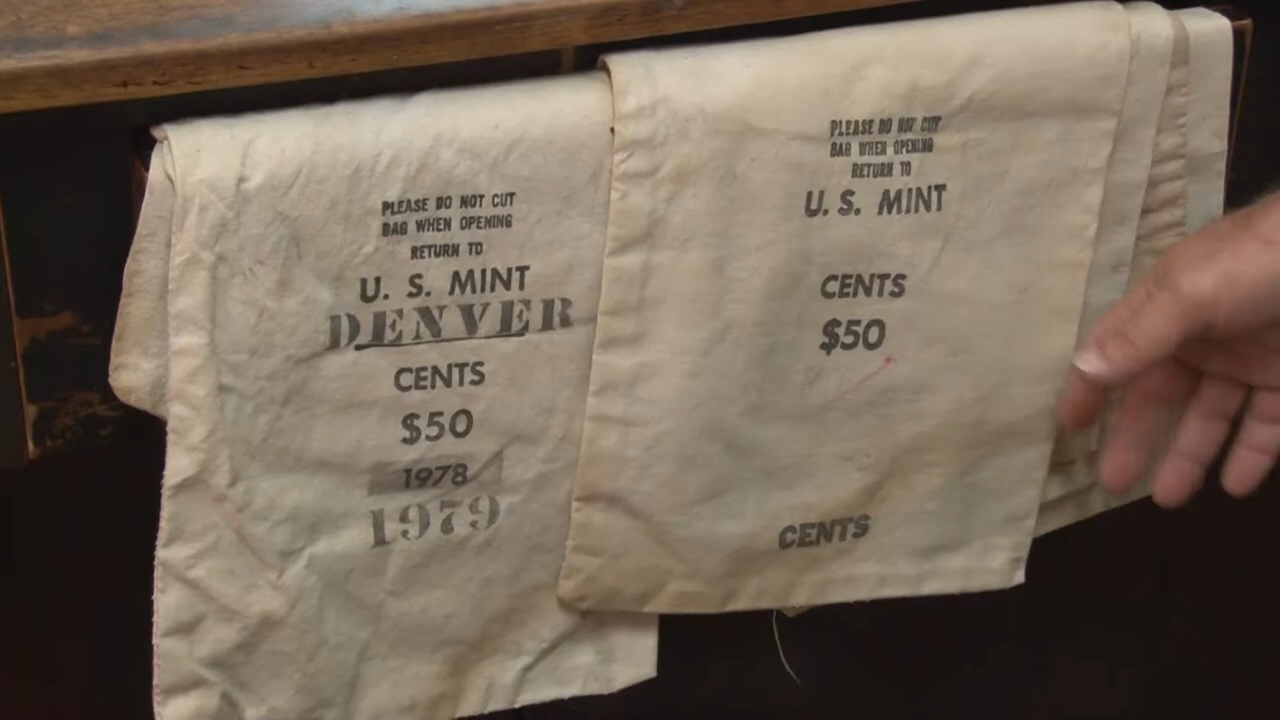 PLEASE DO NOT CUT
BAG WHEN OPENING
RETURN TO
U. S. MINT
DENVER
CENTS
$50
1978
1979
PLEASE DO NOT CUT
BAG WHEN OPENING
RETURN TO
U. S. MINT
CENTS
$50
CENTS